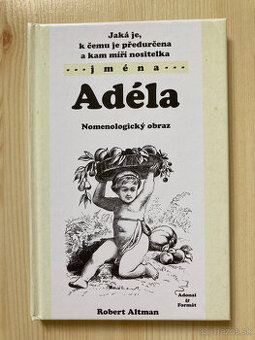 Jaká je,
k čemu je předurčena
a kam míří nositelka
---jména---
Adéla
Nomenologický obraz
Adonai
&
Formát
Robert Altman